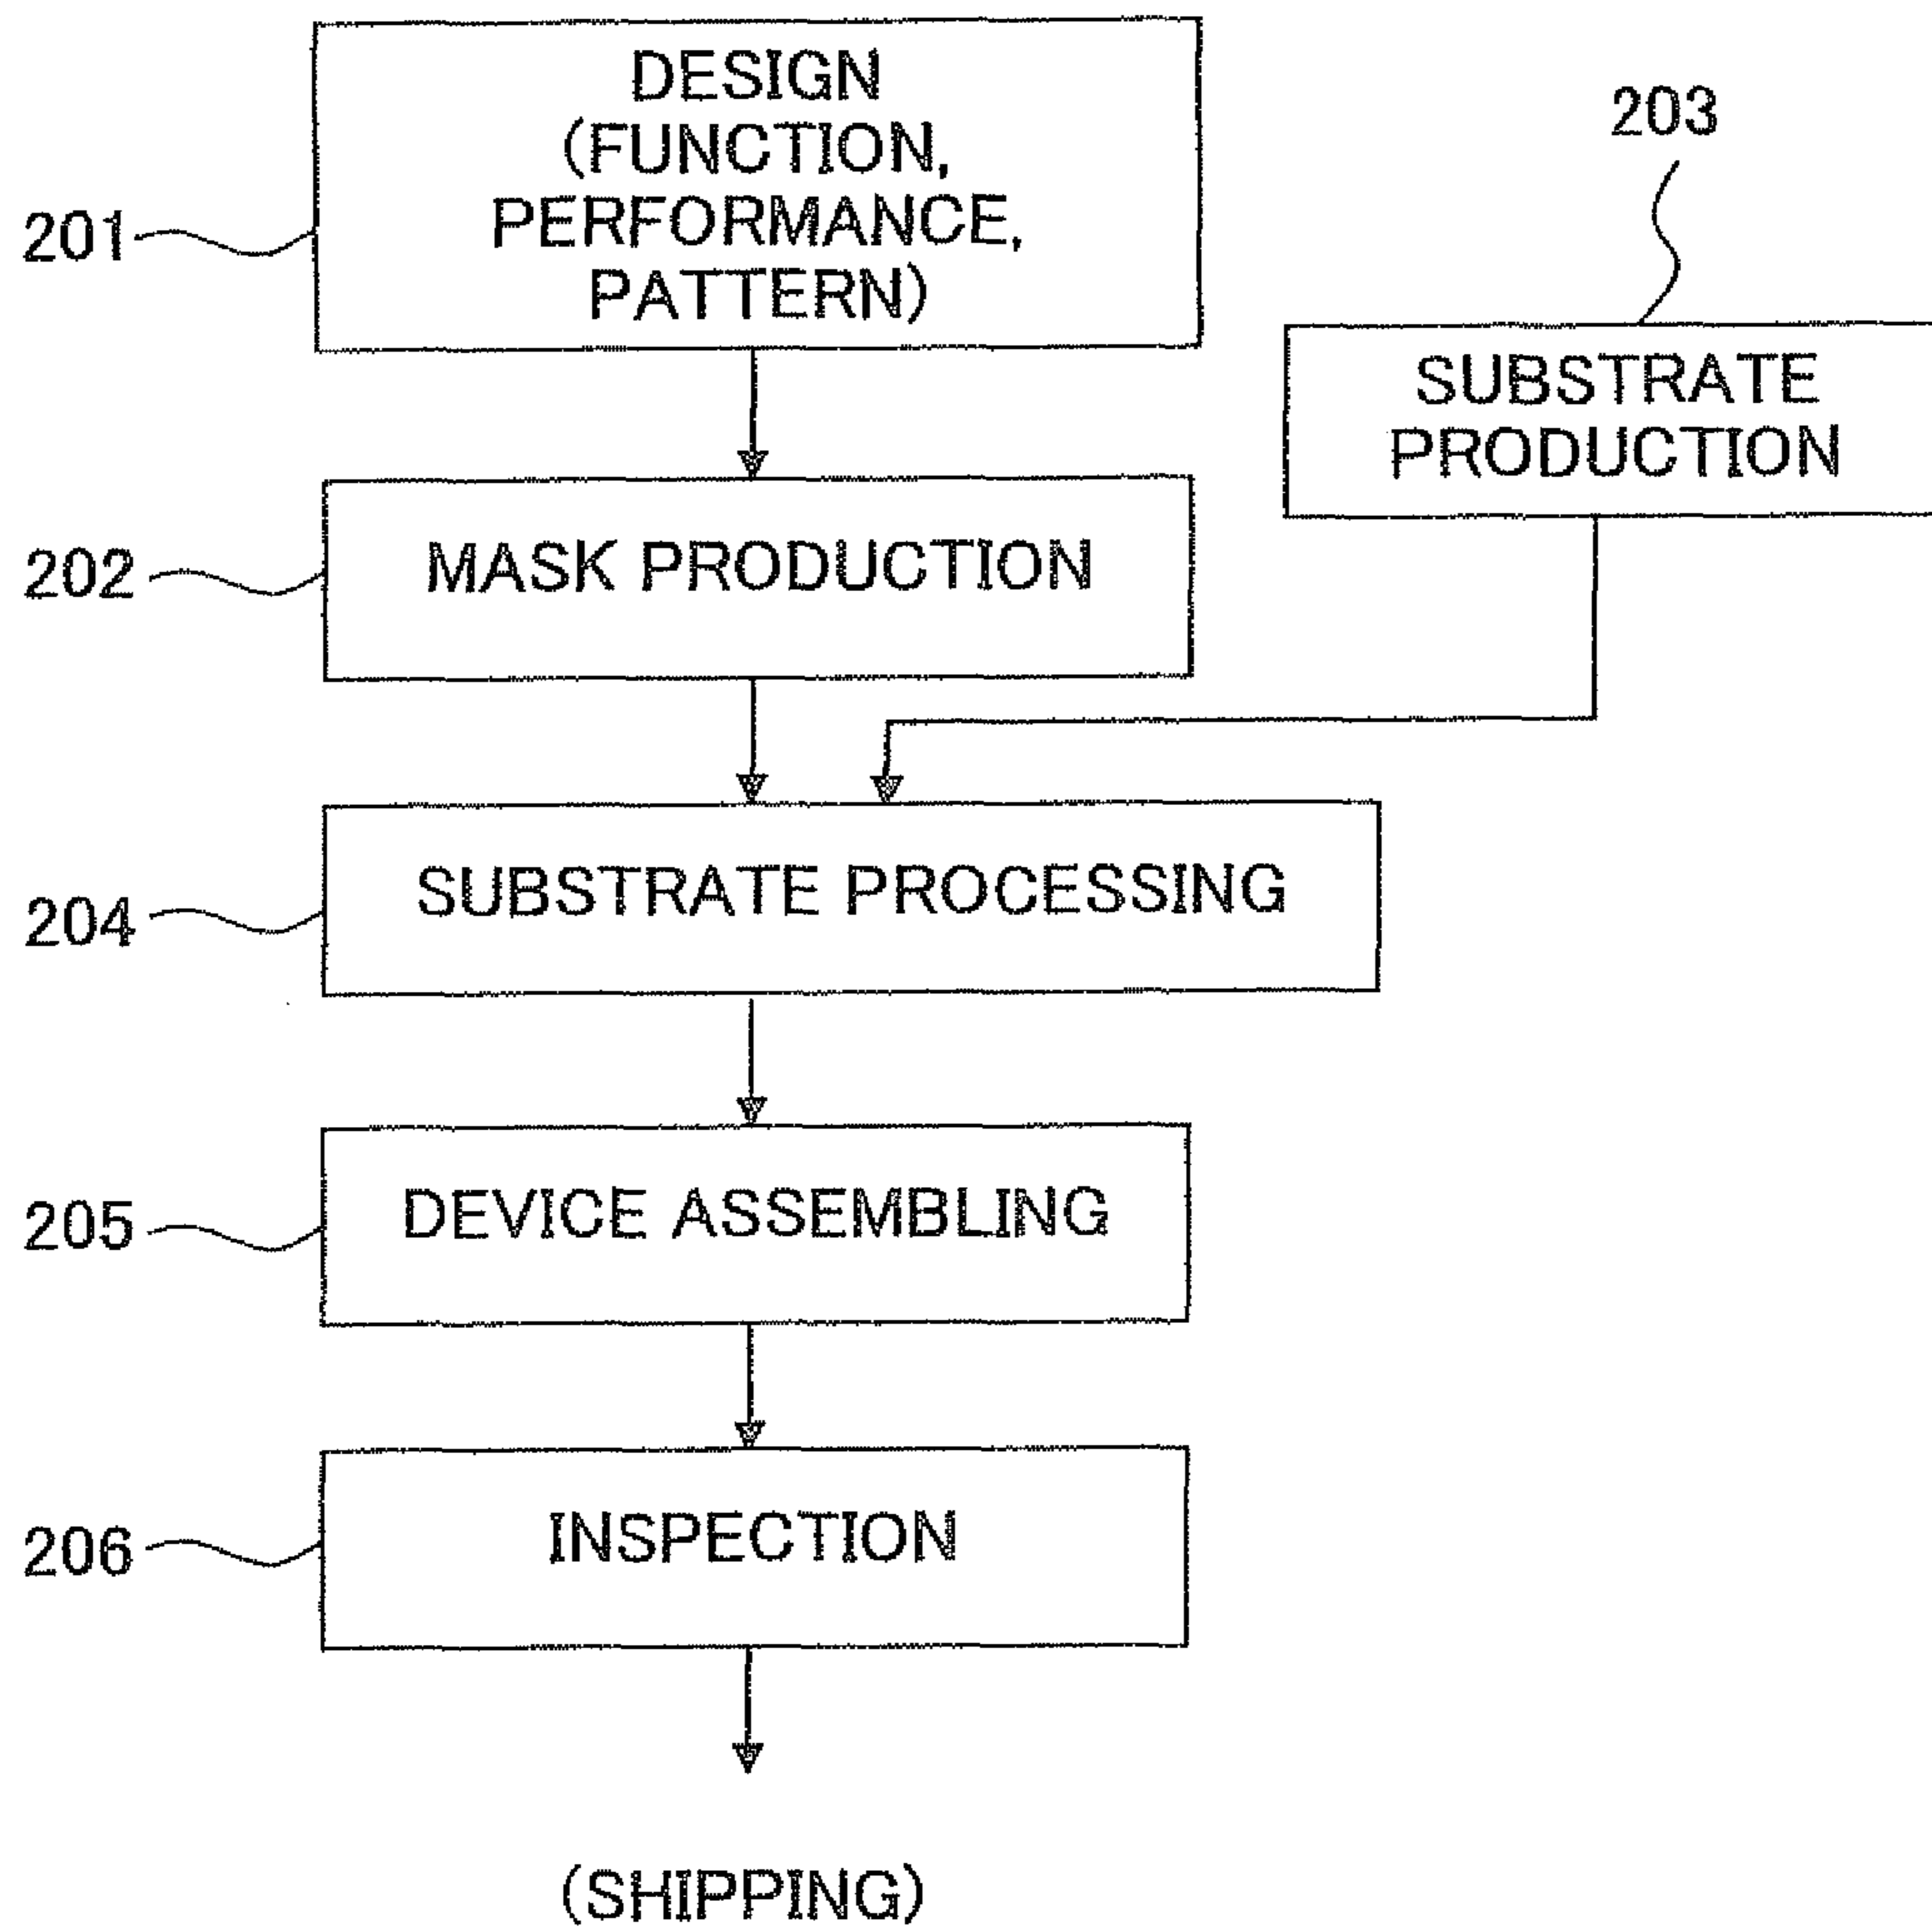 DESIGN
(FUNCTION,
PERFORMANCE,
PATTERN)
201
203
SUBSTRATE
PRODUCTION
202
MASK PRODUCTION
204
SUBSTRATE PROCESSING
205
DEVICE ASSEMBLING
206
INSPECTION
(SHIPPING)